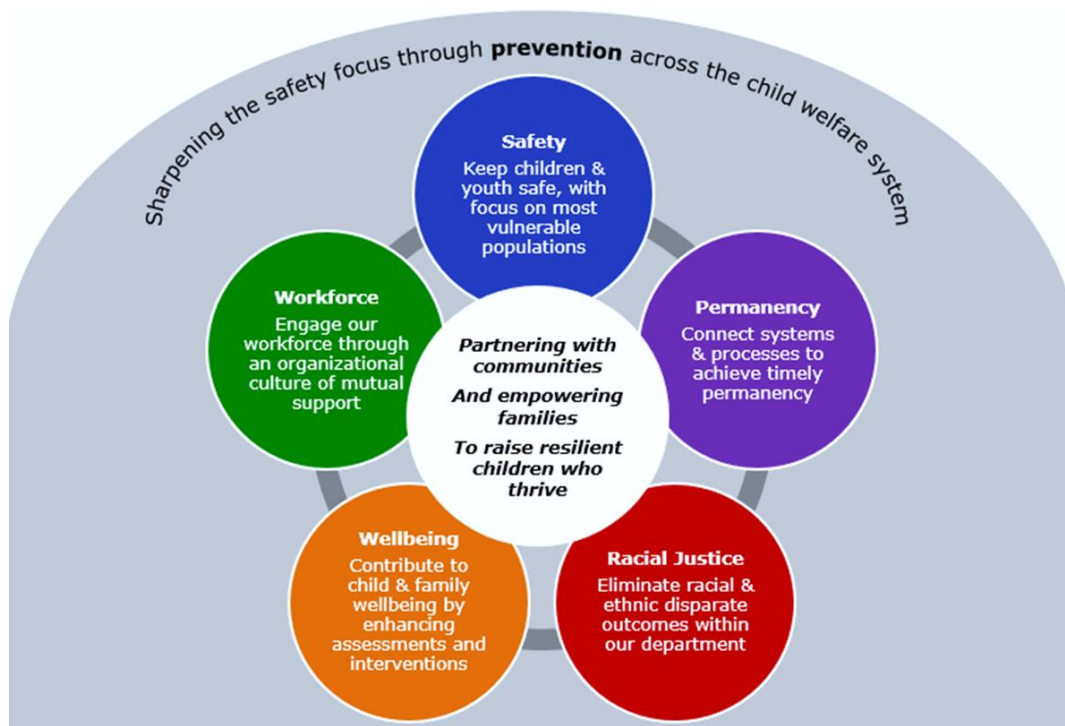 Sharpening the safety focus through prevention across the child welfare system
Safety
Keep children &
youth safe, with
focus on most
vulnerable
populations
Workforce
Engage our
workforce through
an organizational
culture of mutual
support
Permanency
Connect systems
& processes to
achieve timely
permanency
Partnering with
communities
And empowering
families
To raise resilient
children who
thrive
Wellbeing
Contribute to
child & family
wellbeing by
enhancing
assessments and
interventions
Racial Justice
Eliminate racial &
ethnic disparate
outcomes within
our department